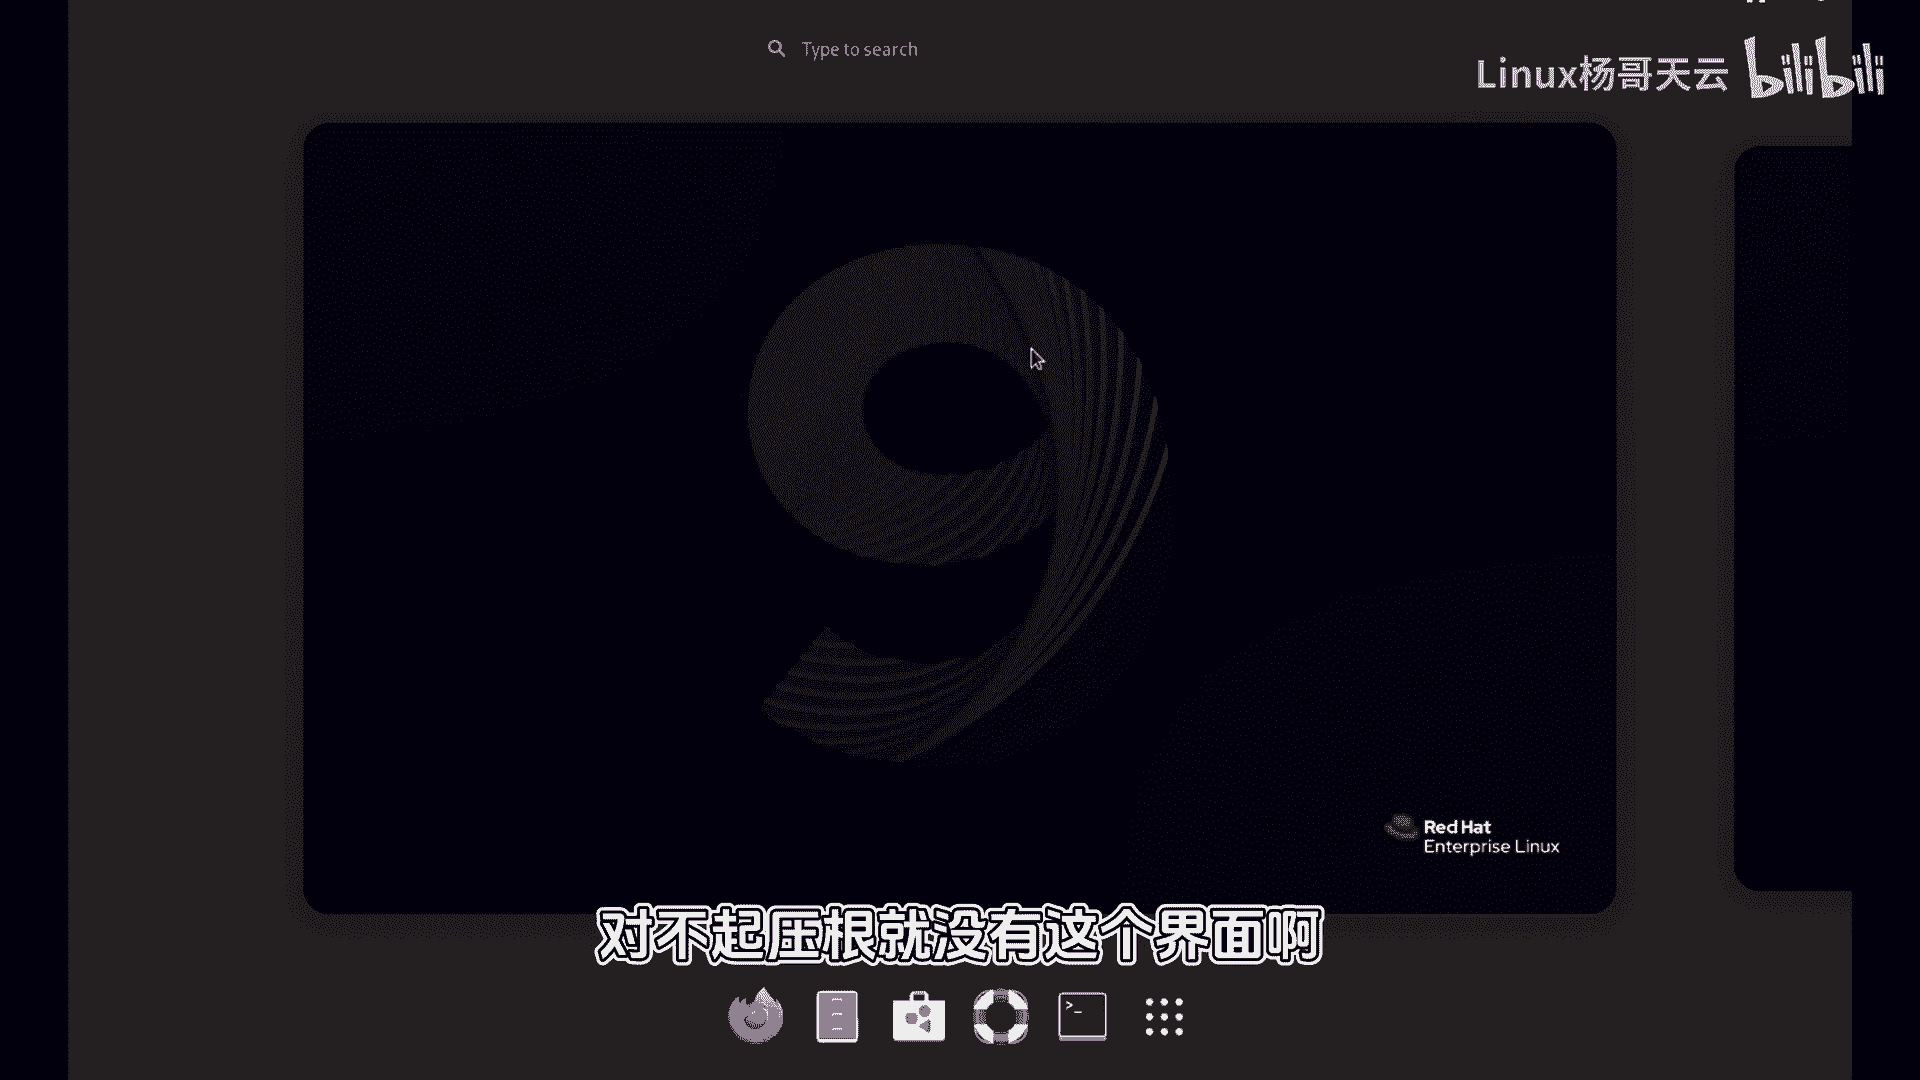 Type to search
Linux杨哥天云 bilibili
9
Red Hat
Enterprise Linux
对不起压根就没有这个界面啊
>_